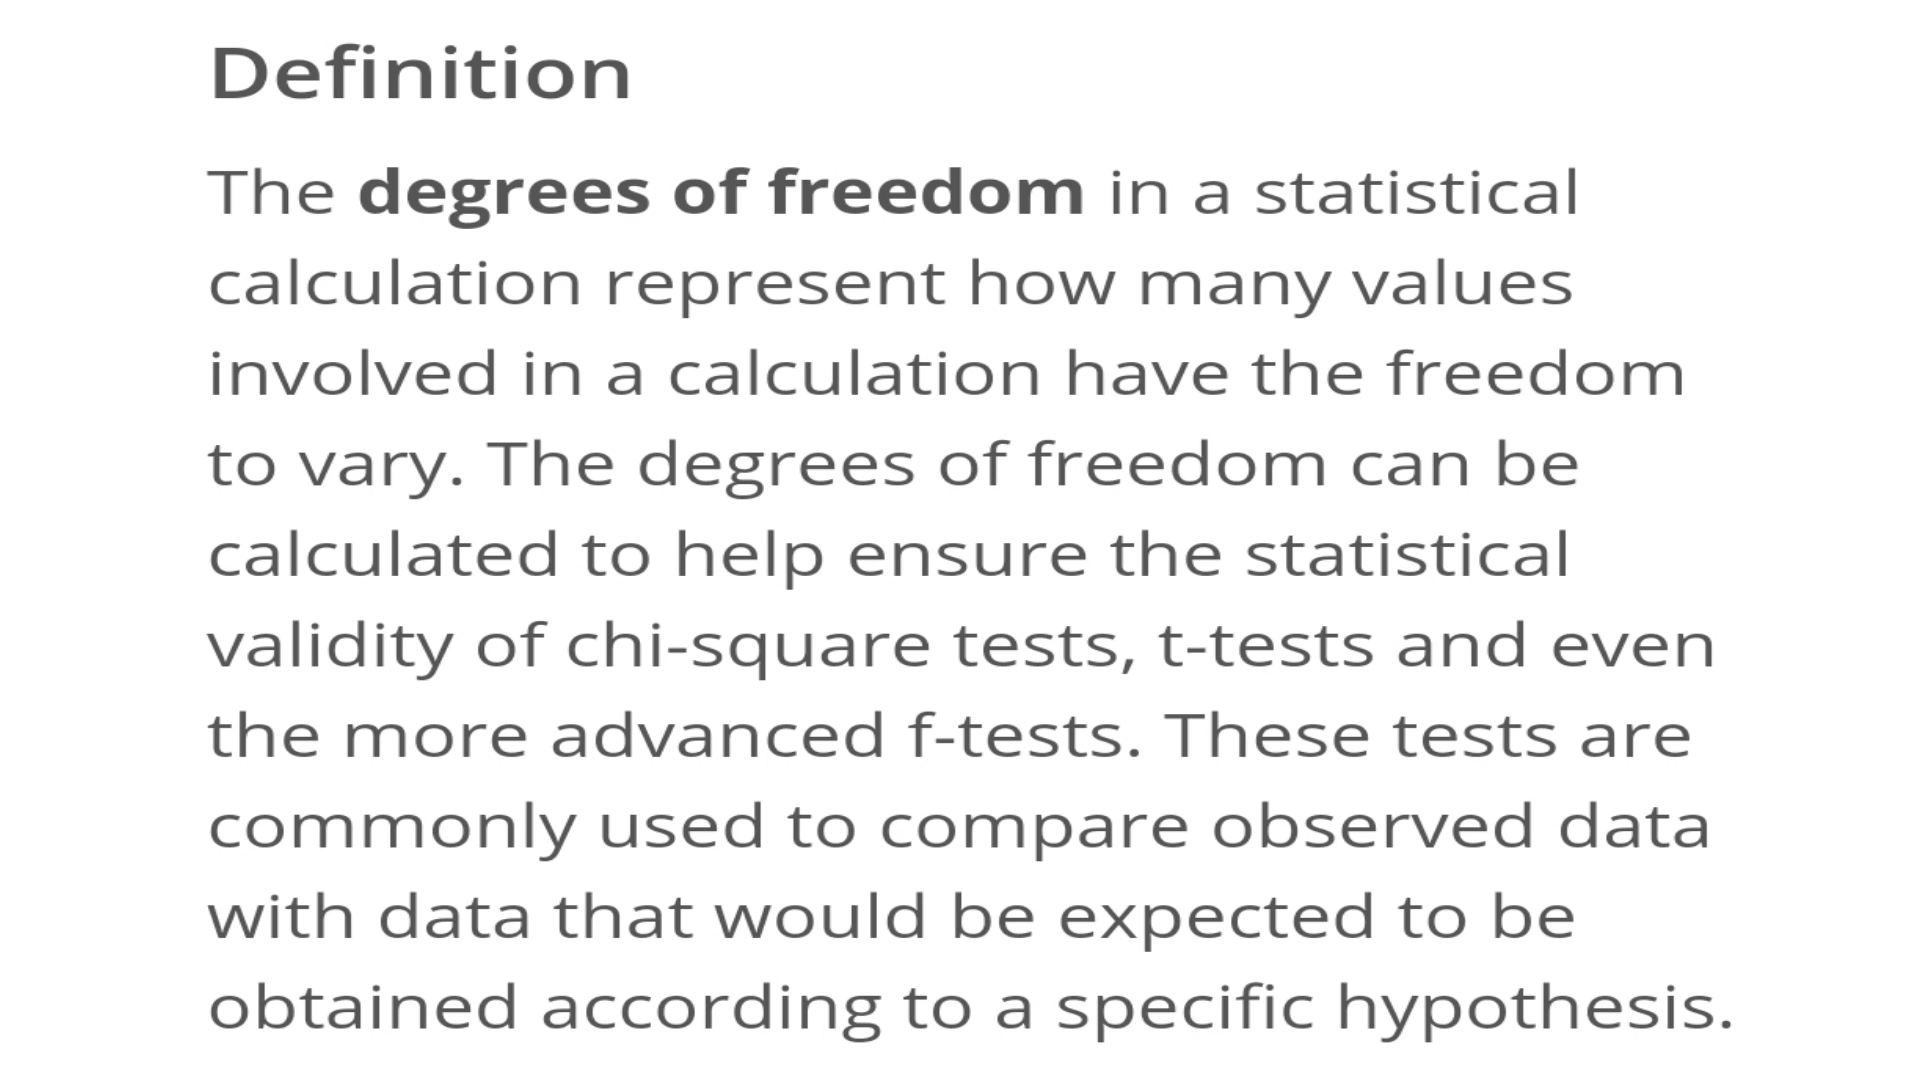 Definition
The degrees of freedom in a statistical
calculation represent how many values
involved in a calculation have the freedom
to vary. The degrees of freedom can be
calculated to help ensure the statistical
validity of chi-square tests, t-tests and even
the more advanced f-tests. These tests are
commonly used to compare observed data
with data that would be expected to be
obtained according to a specific hypothesis.